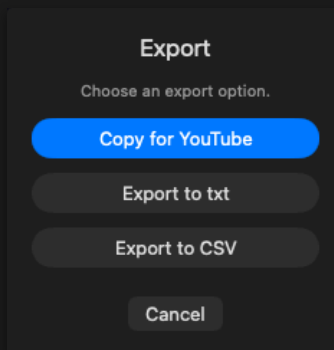 Export
Choose an export option.
Copy for YouTube
Export to txt
Export to CSV
Cancel